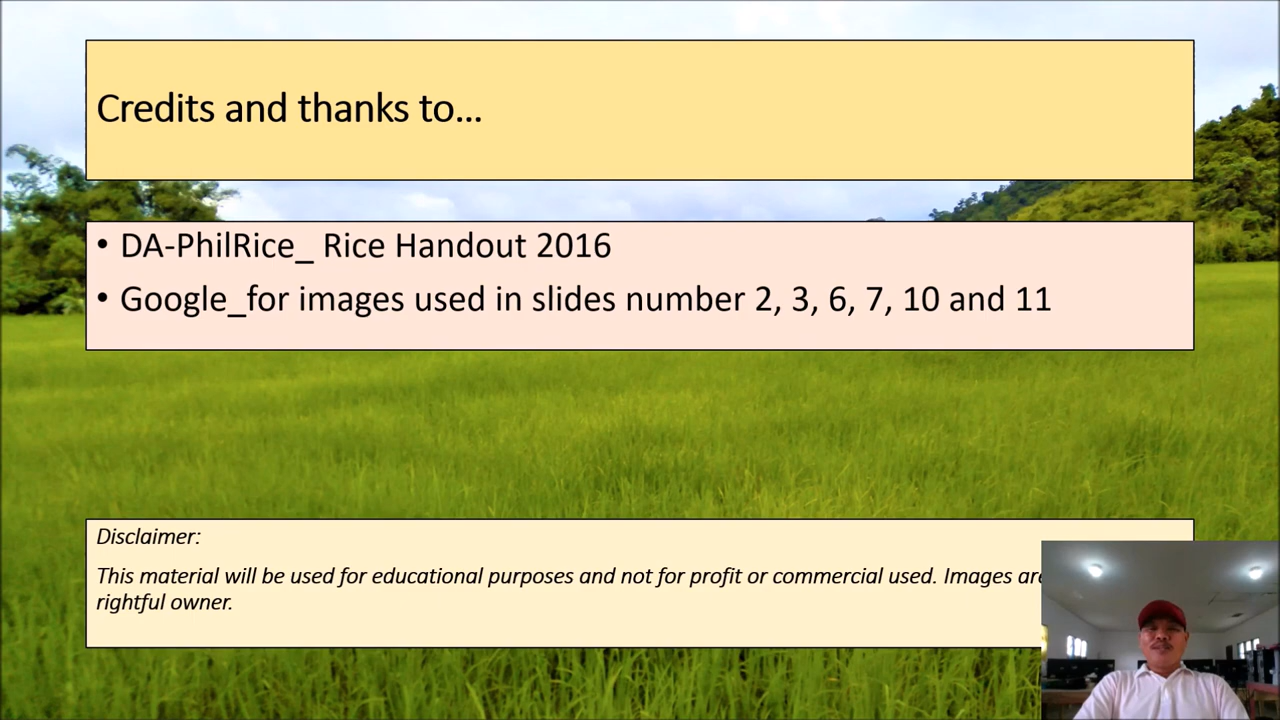 Credits and thanks to...
• DA-PhilRice_ Rice Handout 2016
• Google_for images used in slides number 2, 3, 6, 7, 10 and 11
Disclaimer:
This material will be used for educational purposes and not for profit or commercial used. Images are
rightful owner.